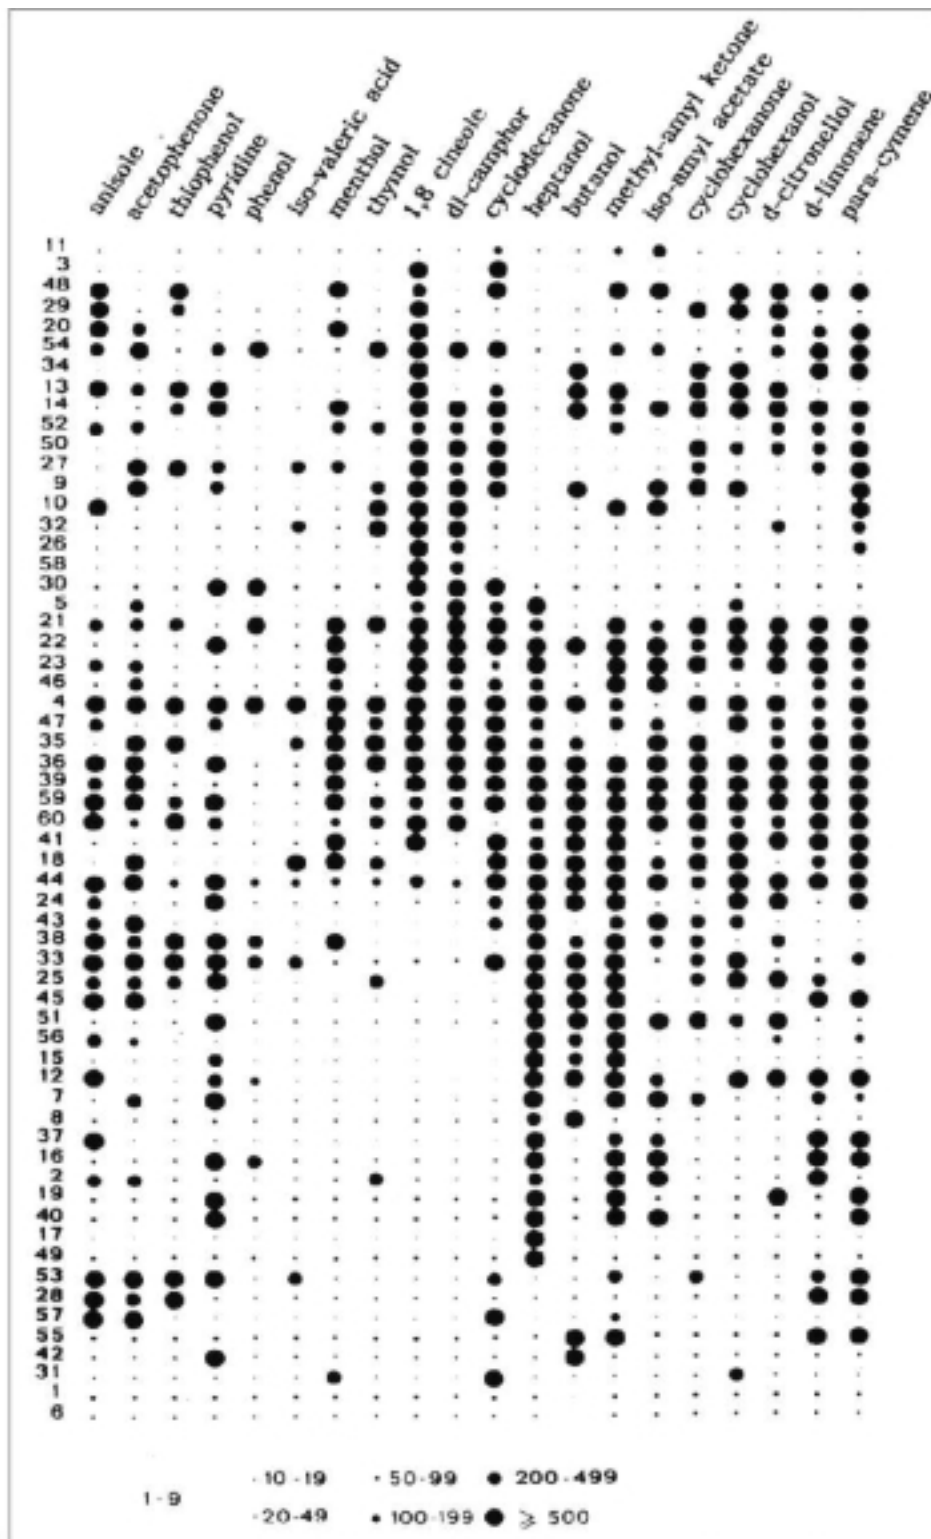 anisole
acetophenone
thiophenol
pyridine
phenol
iso-valeric acid
menthol
thymol
1,8 cineole
dl-camphor
cyclodecanone
heptanol
butanol
methyl-amyl ketone
iso-amyl acetate
cyclohexanone
cyclohexanol
d-citronellol
d-limonene
para-cymene
11
3
48
29
20
54
34
13
14
52
50
27
9
10
32
26
58
30
5
21
22
23
46
4
47
35
36
39
59
60
41
18
44
24
43
38
33
25
45
51
56
15
12
7
8
37
16
2
19
40
17
49
53
28
57
55
42
31
1
6
· 10-19 • 50-99 ● 200-499
1-9
· 20-49 • 100-199 ● ⩾ 500